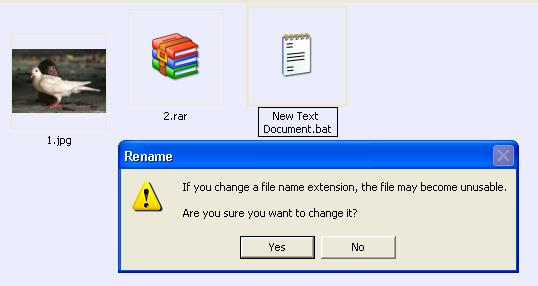 1.jpg
2.rar
New Text
Document.bat
Rename
If you change a file name extension, the file may become unusable.
Are you sure you want to change it?
Yes
No